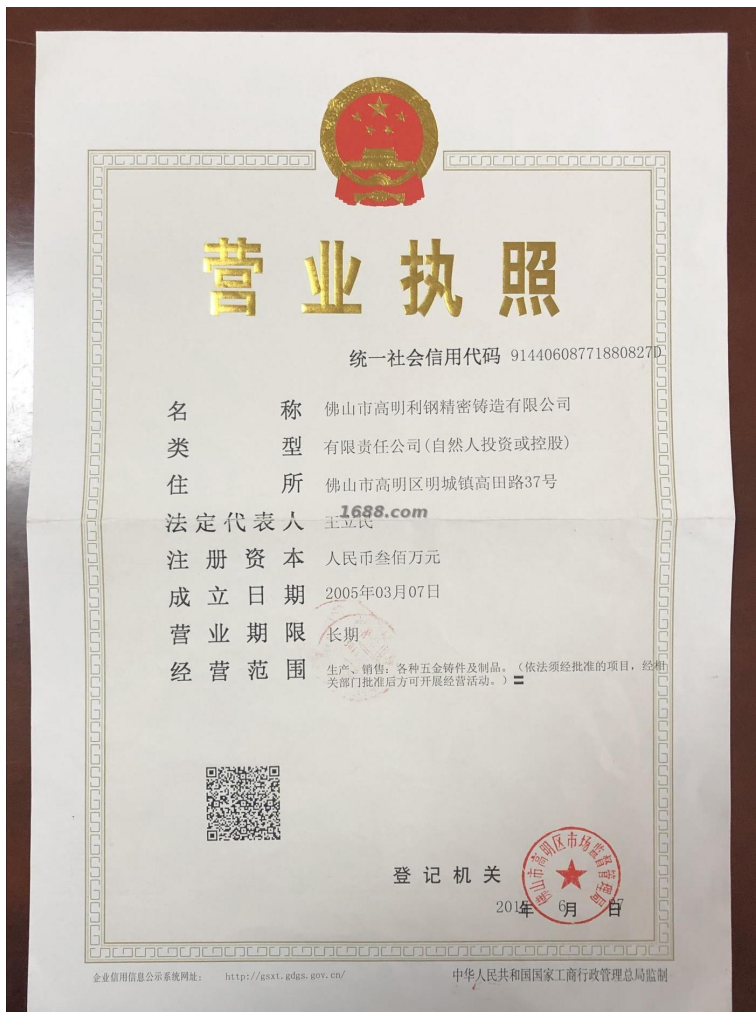 营业执照
统一社会信用代码 91440608771880827D
名称 佛山市高明利钢精密铸造有限公司
类型 有限责任公司(自然人投资或控股)
住所 佛山市高明区明城镇高田路37号
1688.com
法定代表人 王立民
注册资本 人民币叁佰万元
成立日期 2005年03月07日
营业期限 长期
经营范围 生产、销售：各种五金铸件及制品。（依法须经批准的项目，经相
关部门批准后方可开展经营活动。）〓
登记机关
佛山市高明区市场监督管理局
年 6月 日
企业信用信息公示系统网址： http://gsxt.gdgs.gov.cn/
中华人民共和国国家工商行政管理总局监制